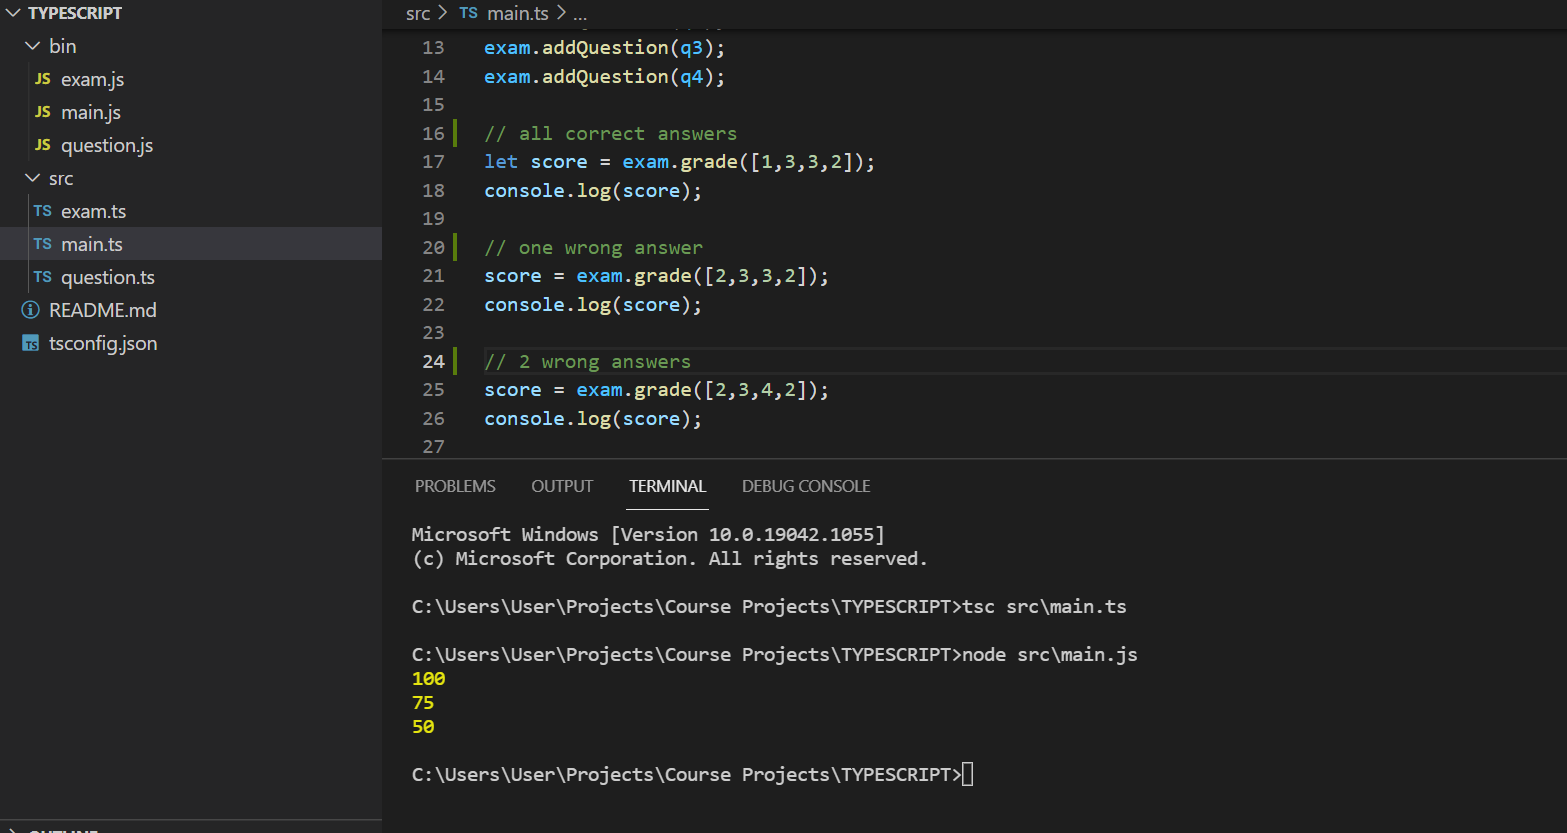 TYPESCRIPT
bin
JS exam.js
JS main.js
JS question.js
src
TS exam.ts
TS main.ts
TS question.ts
README.md
TS tsconfig.json
src > TS main.ts > ...
13 exam.addQuestion(q3);
14 exam.addQuestion(q4);
15
16 // all correct answers
17 let score = exam.grade([1,3,3,2]);
18 console.log(score);
19
20 // one wrong answer
21 score = exam.grade([2,3,3,2]);
22 console.log(score);
23
24 // 2 wrong answers
25 score = exam.grade([2,3,4,2]);
26 console.log(score);
27
PROBLEMS OUTPUT TERMINAL DEBUG CONSOLE
Microsoft Windows [Version 10.0.19042.1055]
(c) Microsoft Corporation. All rights reserved.
C:\Users\User\Projects\Course Projects\TYPESCRIPT>tsc src\main.ts
C:\Users\User\Projects\Course Projects\TYPESCRIPT>node src\main.js
100
75
50
C:\Users\User\Projects\Course Projects\TYPESCRIPT>
OUTLINE